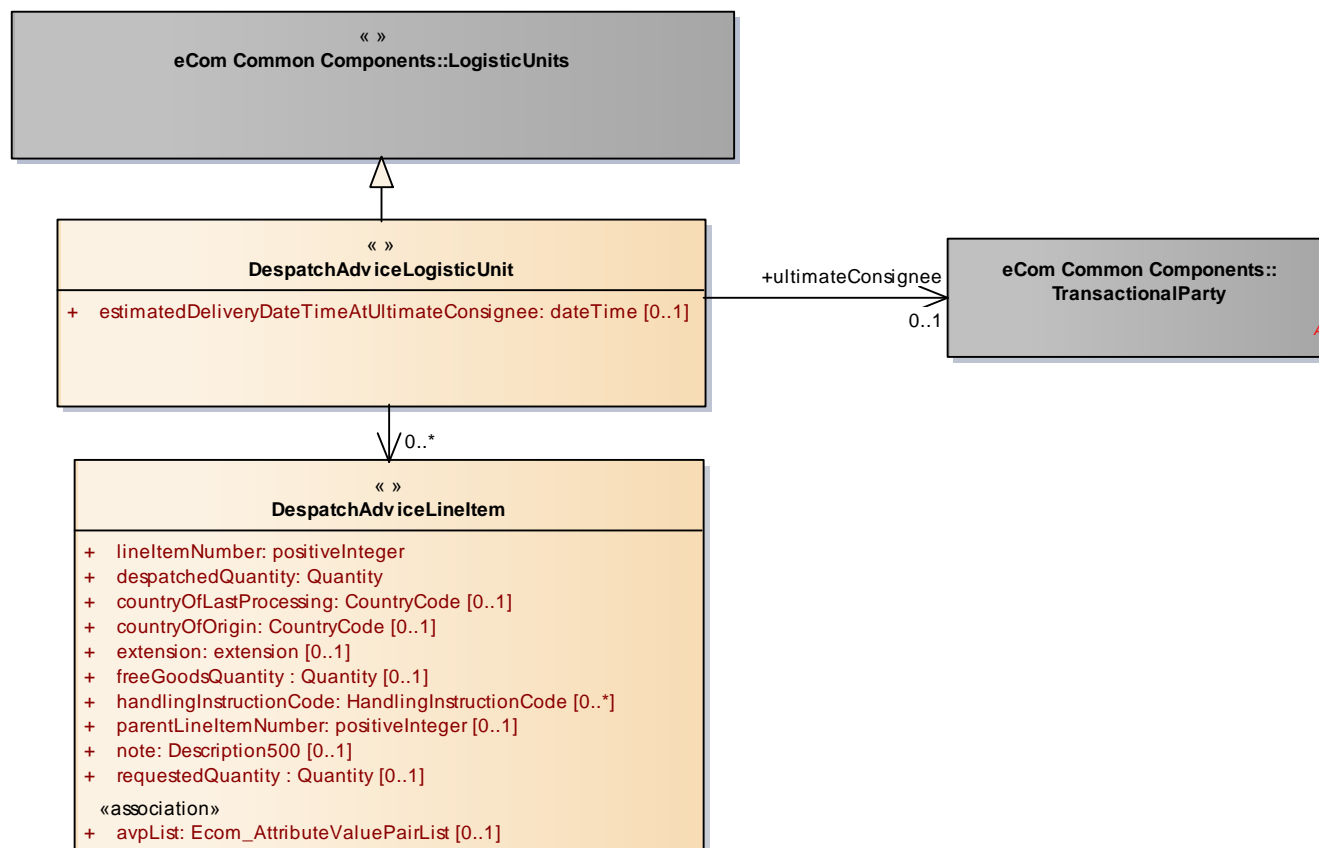 « »
eCom Common Components::LogisticUnits
« »
DespatchAdviceLogisticUnit
+ estimatedDeliveryDateTimeAtUltimateConsignee: dateTime [0..1]
+ultimateConsignee
0..1
eCom Common Components::
TransactionalParty
0..*
« »
DespatchAdviceLineItem
+ lineItemNumber: positiveInteger
+ despatchedQuantity: Quantity
+ countryOfLastProcessing: CountryCode [0..1]
+ countryOfOrigin: CountryCode [0..1]
+ extension: extension [0..1]
+ freeGoodsQuantity : Quantity [0..1]
+ handlingInstructionCode: HandlingInstructionCode [0..*]
+ parentLineItemNumber: positiveInteger [0..1]
+ note: Description500 [0..1]
+ requestedQuantity : Quantity [0..1]
«association»
+ avpList: Ecom_AttributeValuePairList [0..1]